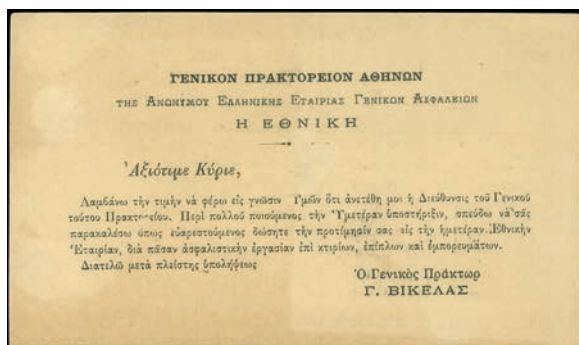 ΓΕΝΙΚΟΝ ΠΡΑΚΤΟΡΕΙΟΝ ΑΘΗΝΩΝ
ΤΗΣ ΑΝΩΝΥΜΟΥ ΕΛΛΗΝΙΚΗΣ ΕΤΑΙΡΙΑΣ ΓΕΝΙΚΩΝ ΑΣΦΑΛΕΙΩΝ
Η ΕΘΝΙΚΗ
Ἀξιότιμε Κύριε,
Λαμβάνω τὴν τιμὴν νὰ φέρω εἰς γνῶσιν Ὑμῶν ὅτι ἀνετέθη μοι ἡ Διεύθυνσις τοῦ Γενικοῦ
τούτου Πρακτορείου. Περὶ πολλοῦ ποιούμενος τὴν Ὑμετέραν ὑποστήριξιν, σπεύδω νὰ σᾶς
παρακαλέσω ὅπως εὐαρεστούμενος δώσητε τὴν προτίμησίν σας εἰς τὴν ἡμετέραν Ἐθνικὴν
Ἑταιρίαν, διὰ πᾶσαν ἀσφαλιστικὴν ἐργασίαν ἐπὶ κτιρίων, ἐπίπλων καὶ ἐμπορευμάτων.
Διατελῶ μετὰ πλείστης ὑπολήψεως
Ὁ Γενικὸς Πράκτωρ
Γ. ΒΙΚΕΛΑΣ